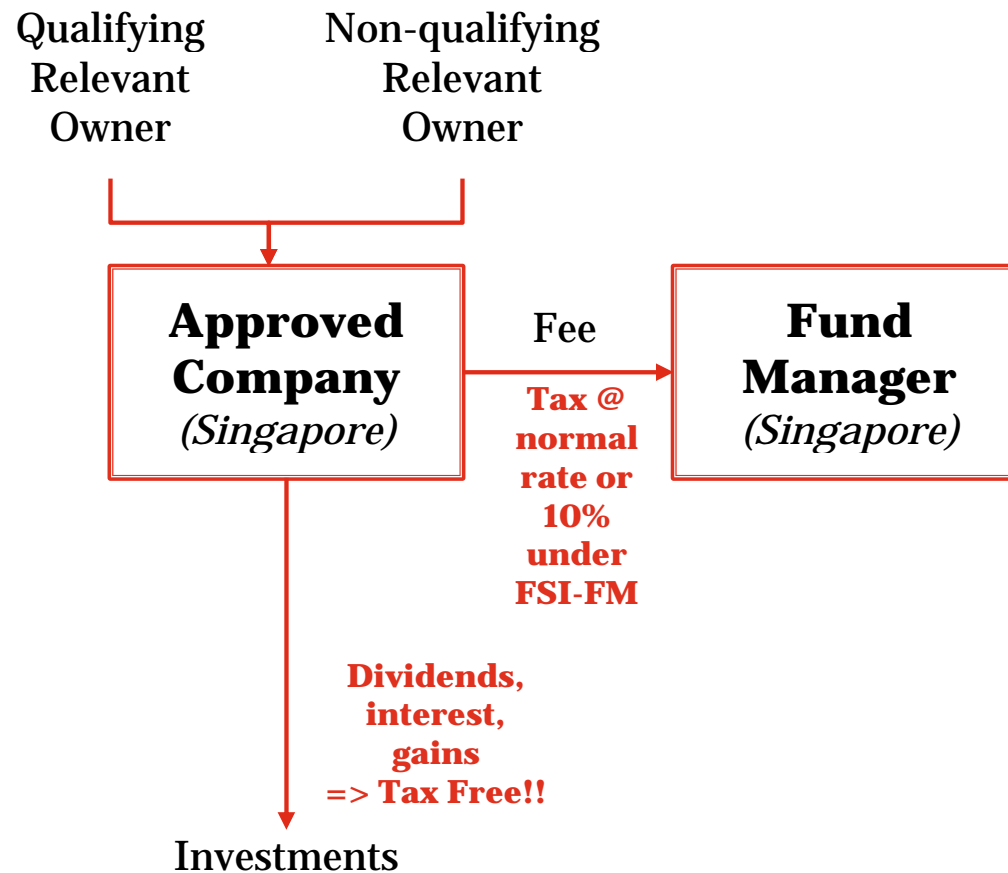 Qualifying
Relevant
Owner
Non-qualifying
Relevant
Owner
Approved
Company
(Singapore)
Fee
Tax @
normal
rate or
10%
under
FSI-FM
Fund
Manager
(Singapore)
Dividends,
interest,
gains
=> Tax Free!!
Investments